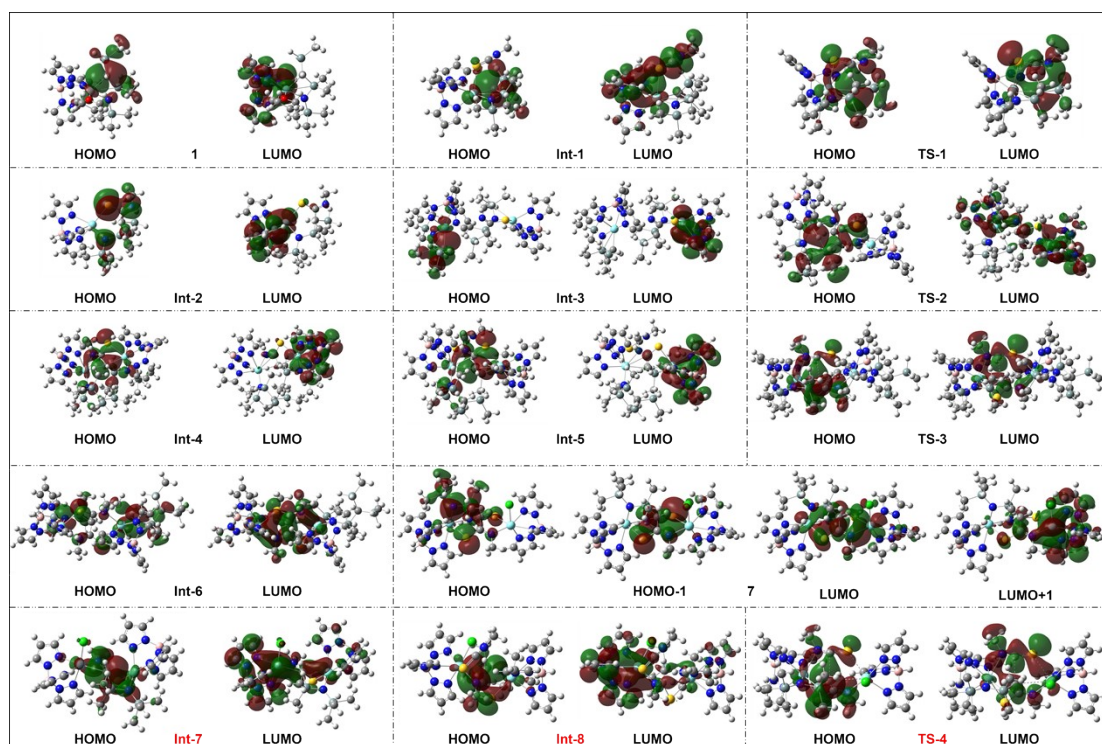 HOMO 1 LUMO HOMO Int-1 LUMO HOMO TS-1 LUMO
HOMO Int-2 LUMO HOMO Int-3 LUMO HOMO TS-2 LUMO
HOMO Int-4 LUMO HOMO Int-5 LUMO HOMO TS-3 LUMO
HOMO Int-6 LUMO HOMO HOMO-1 7 LUMO LUMO+1
HOMO Int-7 LUMO HOMO Int-8 LUMO HOMO TS-4 LUMO